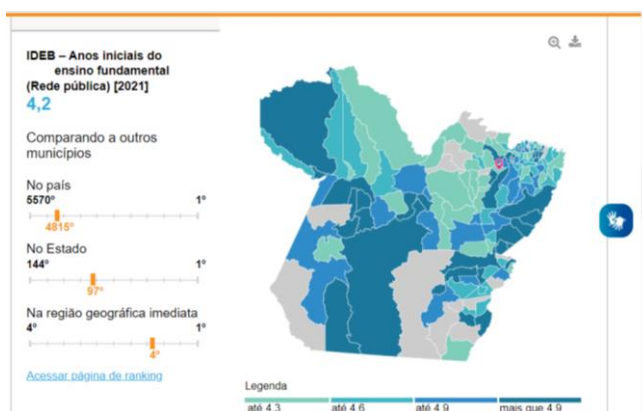 IDEB – Anos iniciais do
ensino fundamental
(Rede pública) [2021]
4,2
Comparando a outros
municípios
No país
5570º 1º
4815º
No Estado
144º 1º
97º
Na região geográfica imediata
4º 1º
4º
Acessar página de ranking
Legenda
até 4,3 até 4,6 até 4,9 mais que 4,9